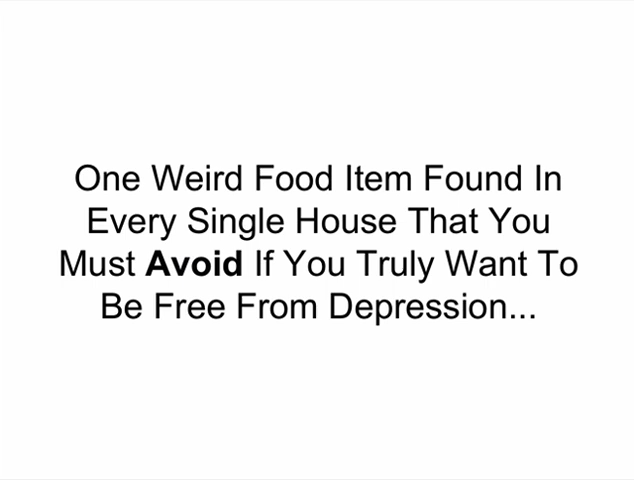 One Weird Food Item Found In
Every Single House That You
Must Avoid If You Truly Want To
Be Free From Depression...